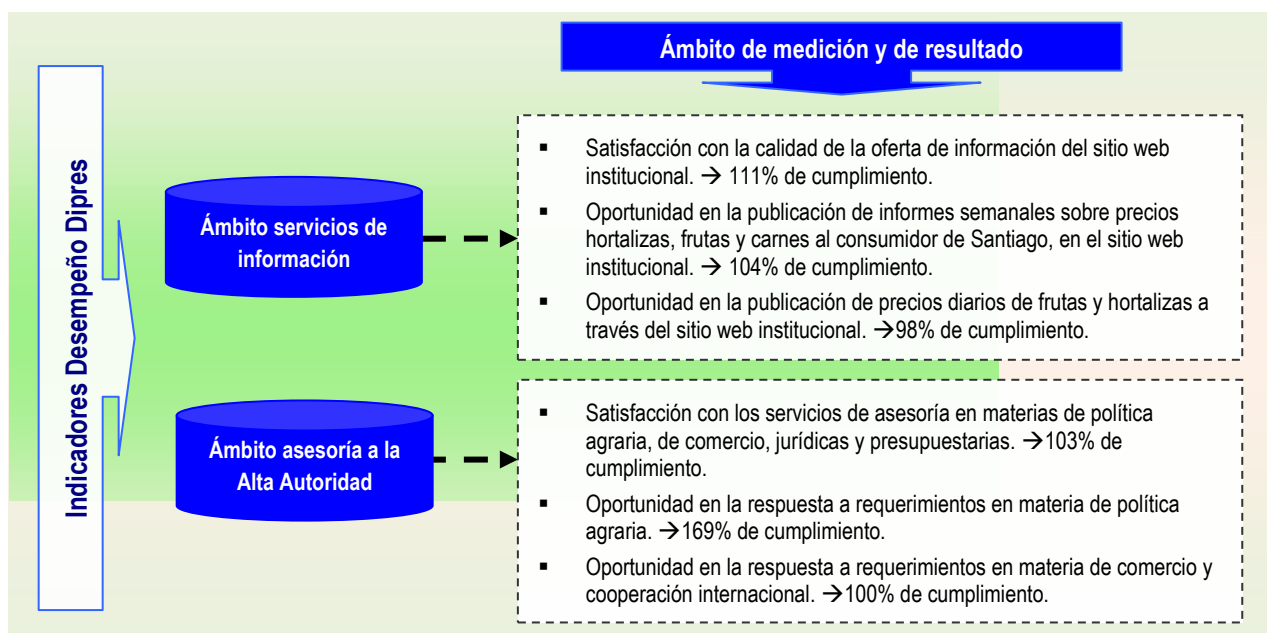 Ámbito de medición y de resultado
Indicadores Desempeño Dipres
Ámbito servicios de
información
▪ Satisfacción con la calidad de la oferta de información del sitio web
institucional. → 111% de cumplimiento.
▪ Oportunidad en la publicación de informes semanales sobre precios
hortalizas, frutas y carnes al consumidor de Santiago, en el sitio web
institucional. → 104% de cumplimiento.
▪ Oportunidad en la publicación de precios diarios de frutas y hortalizas a
través del sitio web institucional. →98% de cumplimiento.
Ámbito asesoría a la
Alta Autoridad
▪ Satisfacción con los servicios de asesoría en materias de política
agraria, de comercio, jurídicas y presupuestarias. →103% de
cumplimiento.
▪ Oportunidad en la respuesta a requerimientos en materia de política
agraria. →169% de cumplimiento.
▪ Oportunidad en la respuesta a requerimientos en materia de comercio y
cooperación internacional. →100% de cumplimiento.